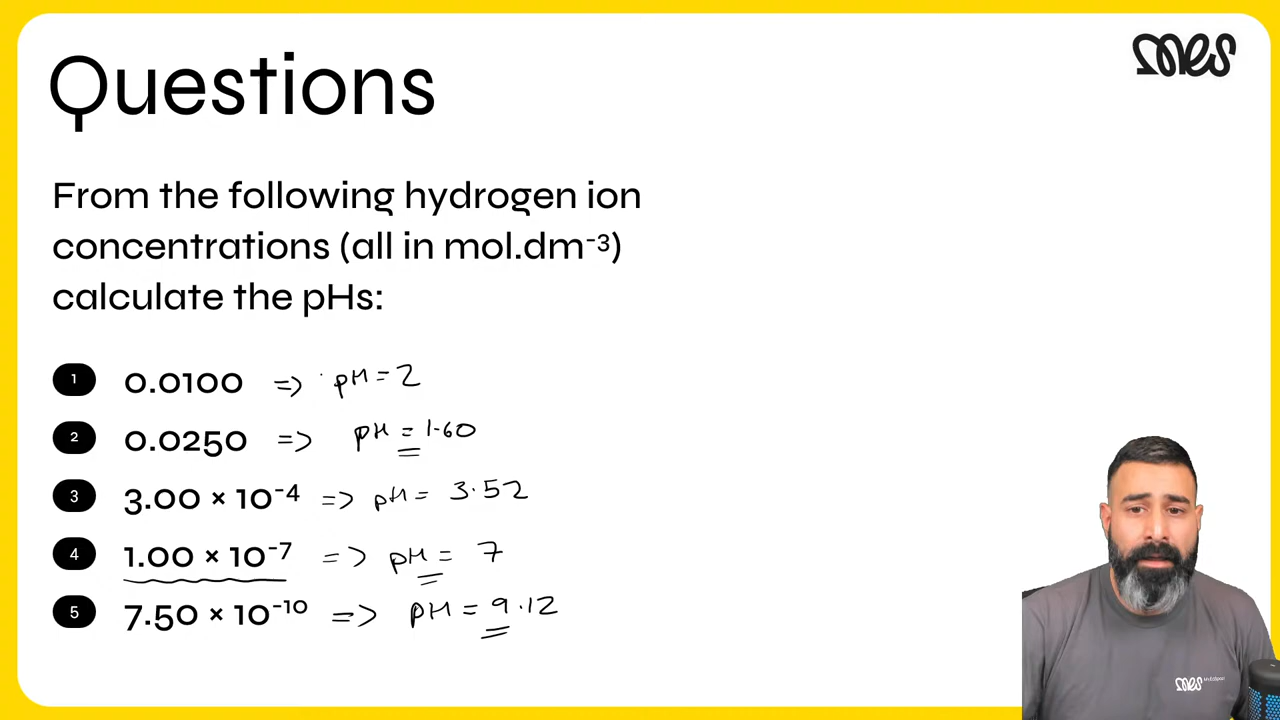 mes
Questions
From the following hydrogen ion
concentrations (all in mol.dm⁻³)
calculate the pHs:
1 0.0100 => pH = 2
2 0.0250 => pH = 1.60
3 3.00 × 10⁻⁴ => pH = 3.52
4 1.00 × 10⁻⁷ => pH = 7
5 7.50 × 10⁻¹⁰ => pH = 9.12
mes